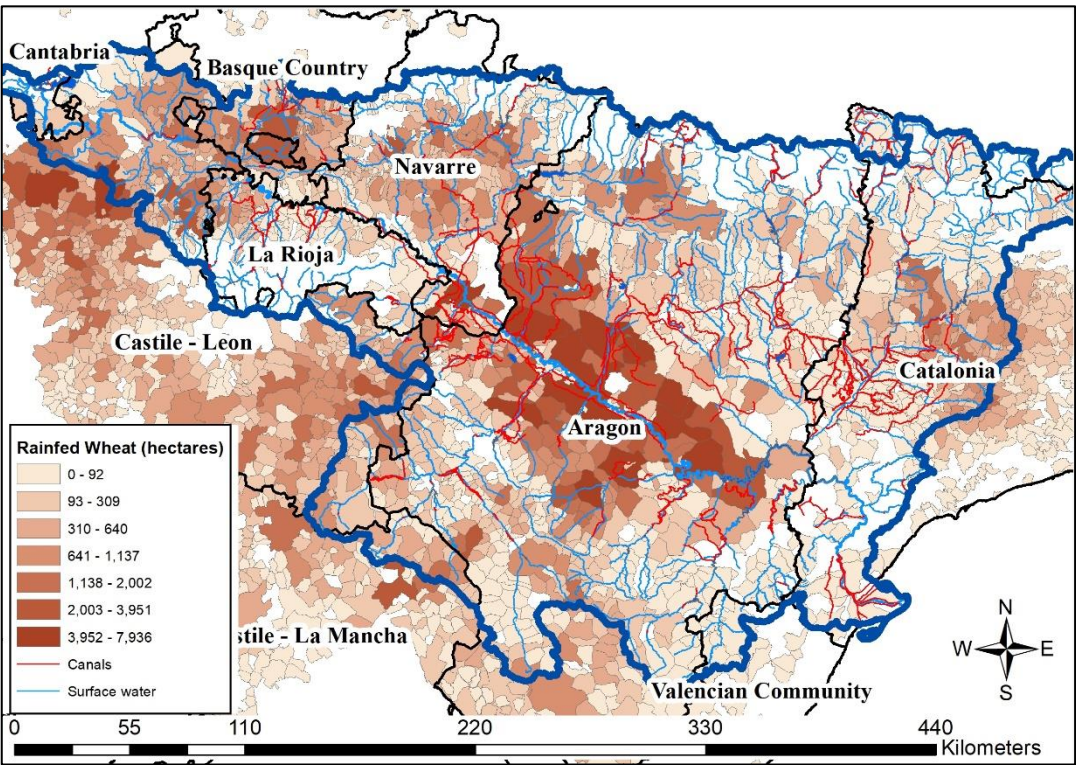 Cantabria
Basque Country
Navarre
La Rioja
Castile - Leon
Catalonia
Aragon
stile - La Mancha
Valencian Community
Rainfed Wheat (hectares)
0 - 92
93 - 309
310 - 640
641 - 1,137
1,138 - 2,002
2,003 - 3,951
3,952 - 7,936
Canals
Surface water
N
W E
S
0 55 110 220 330 440
Kilometers